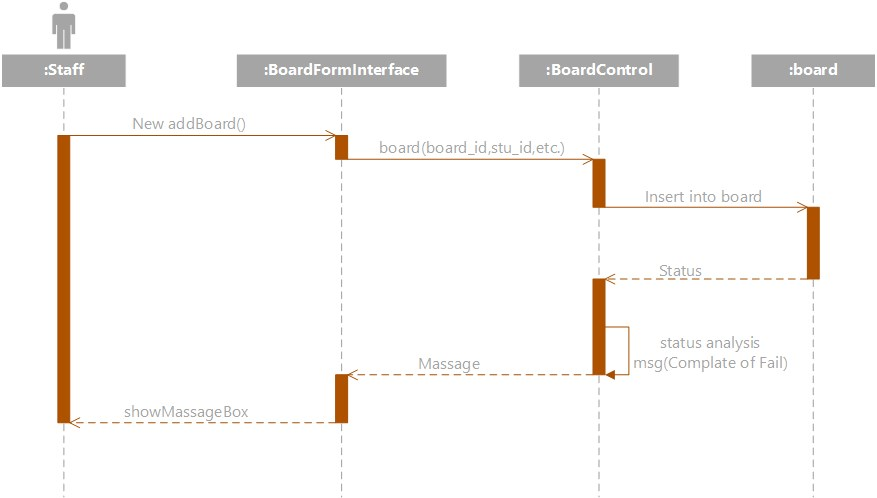 :Staff
:BoardFormInterface
:BoardControl
:board
New addBoard()
board(board_id,stu_id,etc.)
Insert into board
Status
status analysis
msg(Complate of Fail)
Massage
showMassageBox